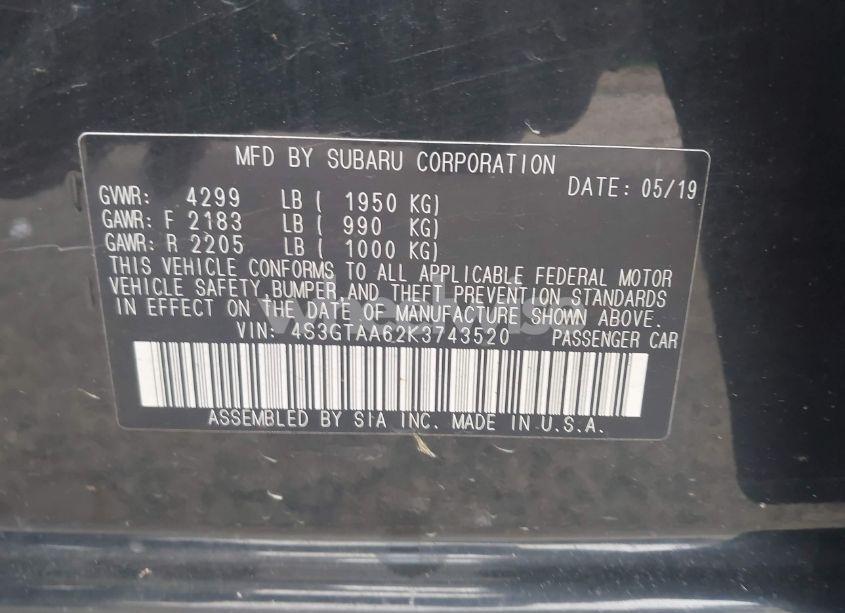 MFD BY SUBARU CORPORATION
DATE: 05/19
GVWR: 4299 LB ( 1950 KG)
GAWR: F 2183 LB ( 990 KG)
GAWR: R 2205 LB ( 1000 KG)
THIS VEHICLE CONFORMS TO ALL APPLICABLE FEDERAL MOTOR
VEHICLE SAFETY,BUMPER,AND THEFT PREVENTION STANDARDS
IN EFFECT ON THE DATE OF MANUFACTURE SHOWN ABOVE.
VIN: 4S3GTAA62K3743520 PASSENGER CAR
ASSEMBLED BY SIA INC. MADE IN U.S.A.